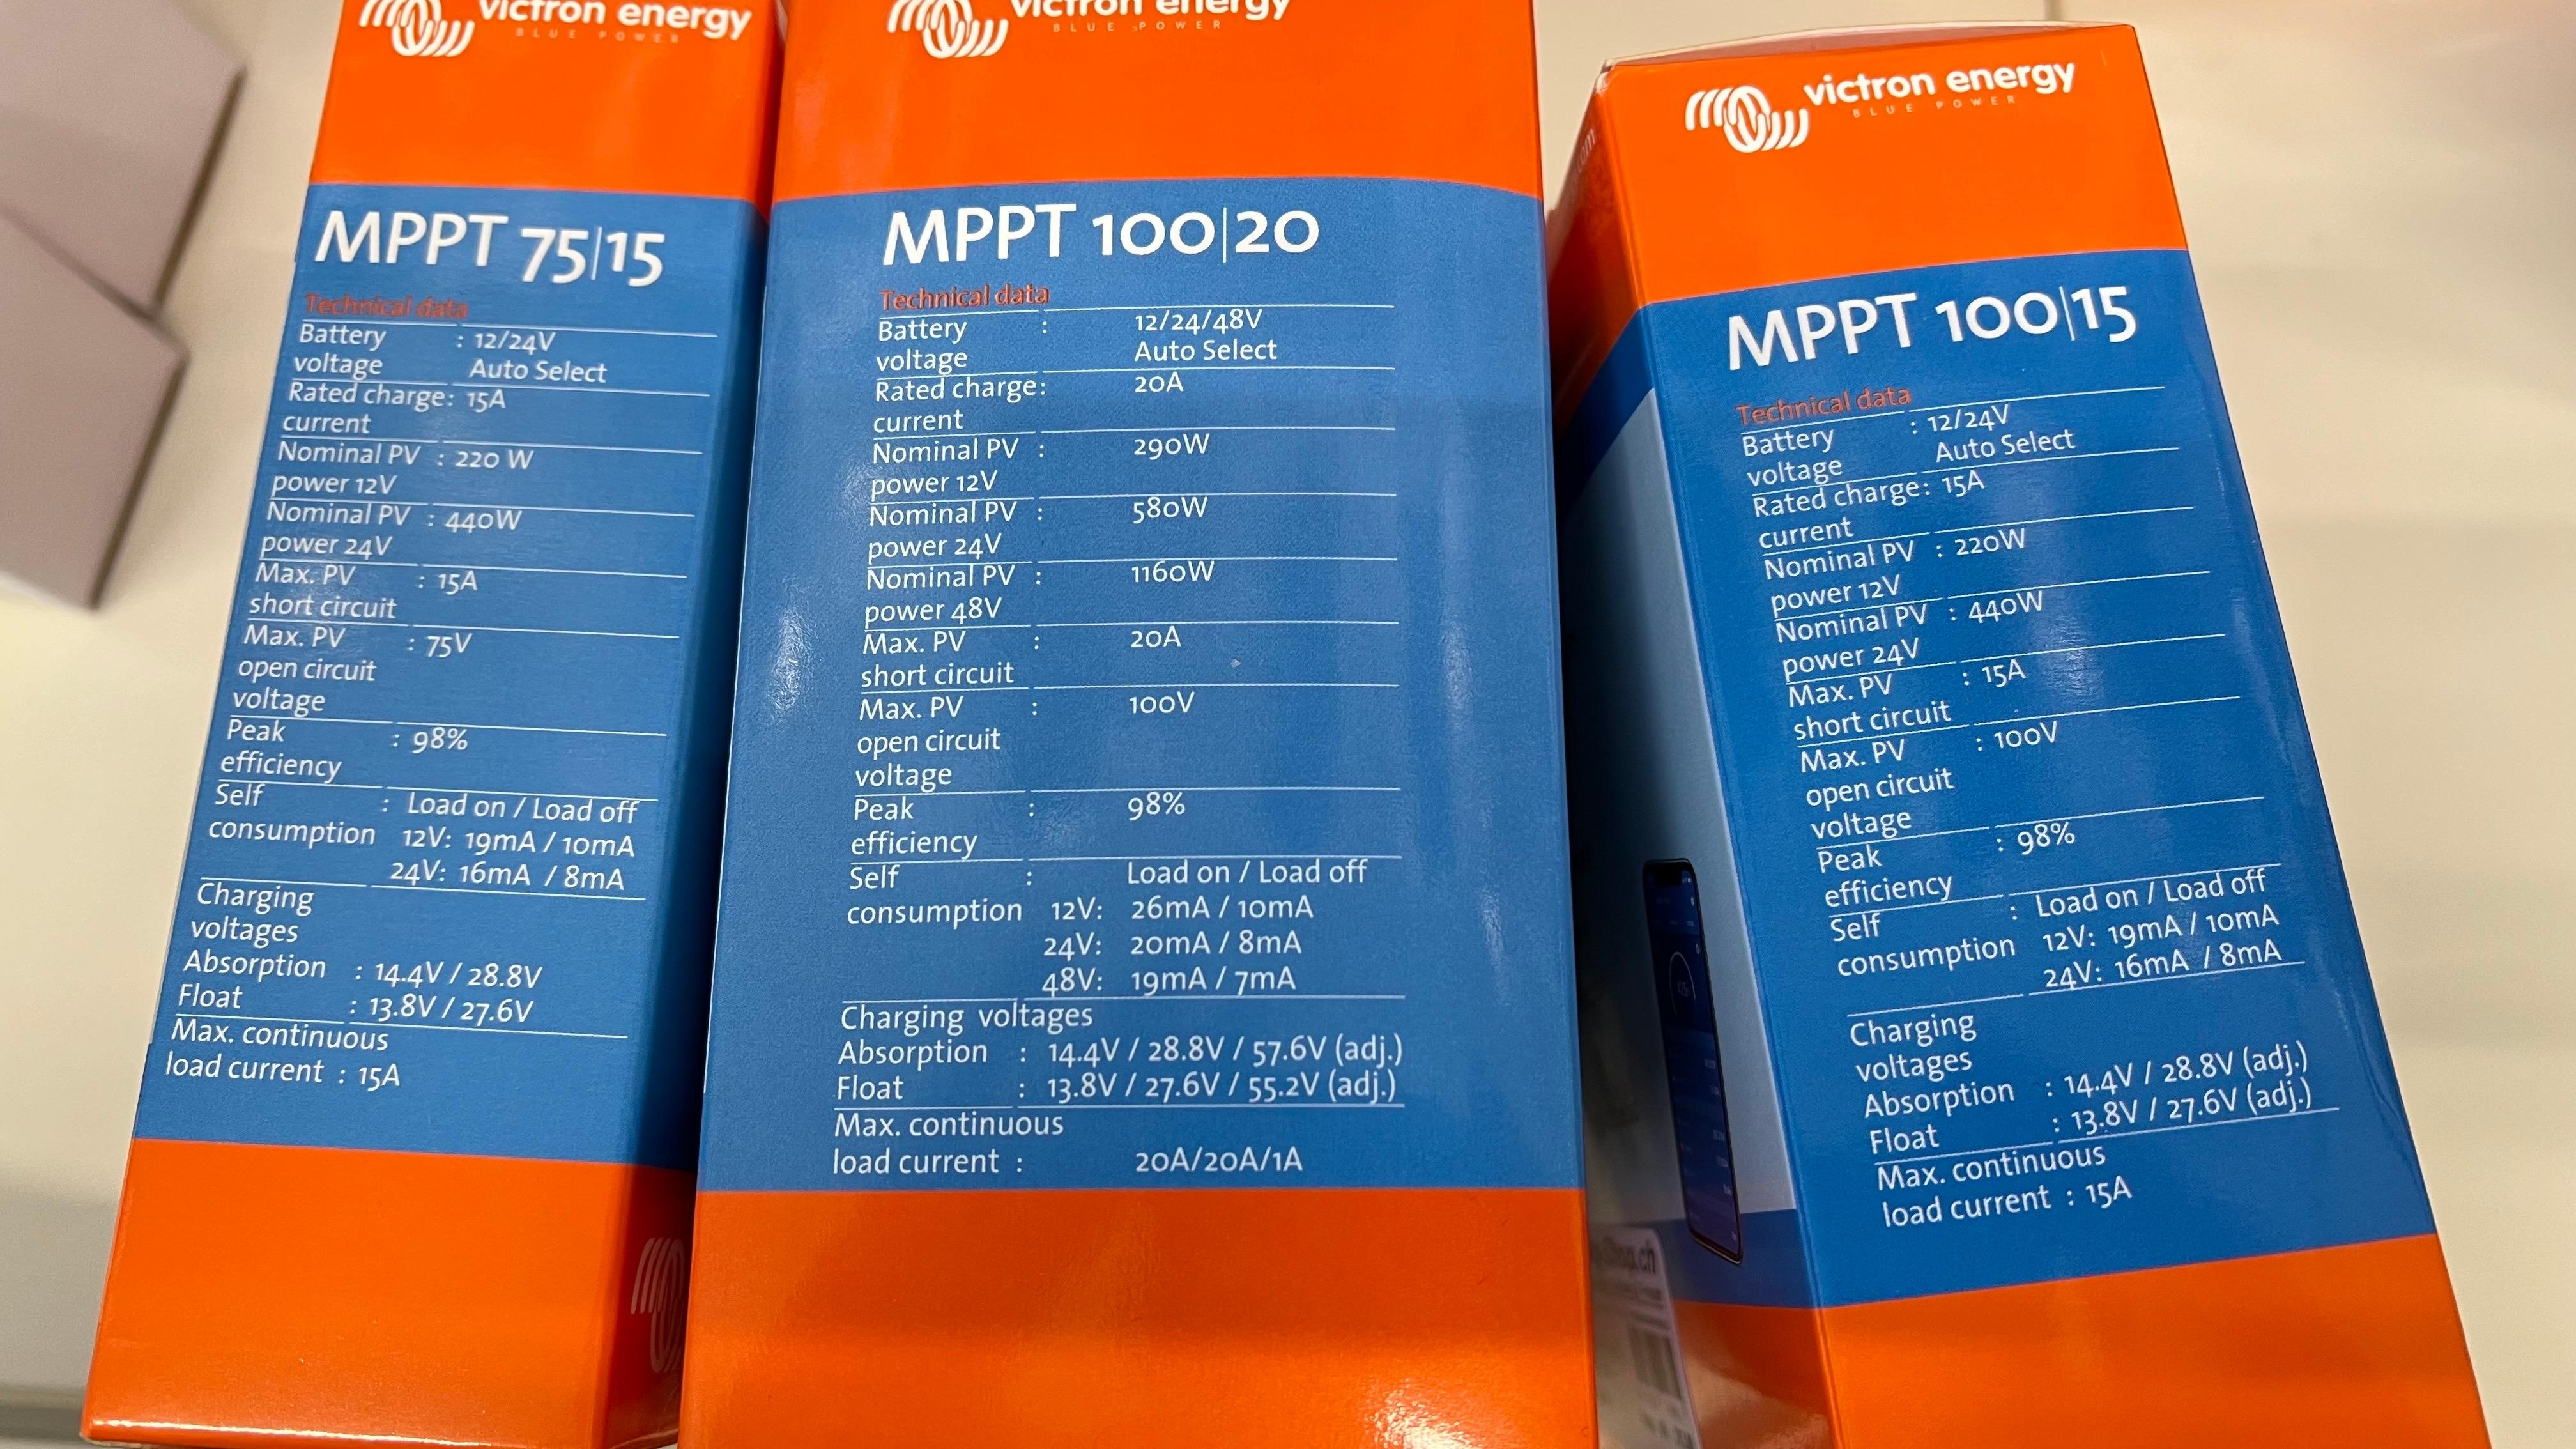 victron energy
BLUE POWER
MPPT 75|15
Technical data
Battery : 12/24V
voltage Auto Select
Rated charge: 15A
current
Nominal PV : 220 W
power 12V
Nominal PV : 440W
power 24V
Max. PV : 15A
short circuit
Max. PV : 75V
open circuit
voltage
Peak : 98%
efficiency
Self : Load on / Load off
consumption 12V: 19mA / 10mA
24V: 16mA / 8mA
Charging
voltages
Absorption : 14.4V / 28.8V
Float : 13.8V / 27.6V
Max. continuous
load current : 15A
victron energy
BLUE POWER
MPPT 100|20
Technical data
Battery : 12/24/48V
voltage Auto Select
Rated charge: 20A
current
Nominal PV : 290W
power 12V
Nominal PV : 580W
power 24V
Nominal PV : 1160W
power 48V
Max. PV : 20A
short circuit
Max. PV : 100V
open circuit
voltage
Peak : 98%
efficiency
Self : Load on / Load off
consumption 12V: 26mA / 10mA
24V: 20mA / 8mA
48V: 19mA / 7mA
Charging voltages
Absorption : 14.4V / 28.8V / 57.6V (adj.)
Float : 13.8V / 27.6V / 55.2V (adj.)
Max. continuous
load current : 20A/20A/1A
victron energy
BLUE POWER
MPPT 100|15
Technical data
Battery : 12/24V
voltage Auto Select
Rated charge: 15A
current
Nominal PV : 220W
power 12V
Nominal PV : 440W
power 24V
Max. PV : 15A
short circuit
Max. PV : 100V
open circuit
voltage
Peak : 98%
efficiency
Self : Load on / Load off
consumption 12V: 19mA / 10mA
24V: 16mA / 8mA
Charging
voltages
Absorption : 14.4V / 28.8V (adj.)
Float : 13.8V / 27.6V (adj.)
Max. continuous
load current : 15A